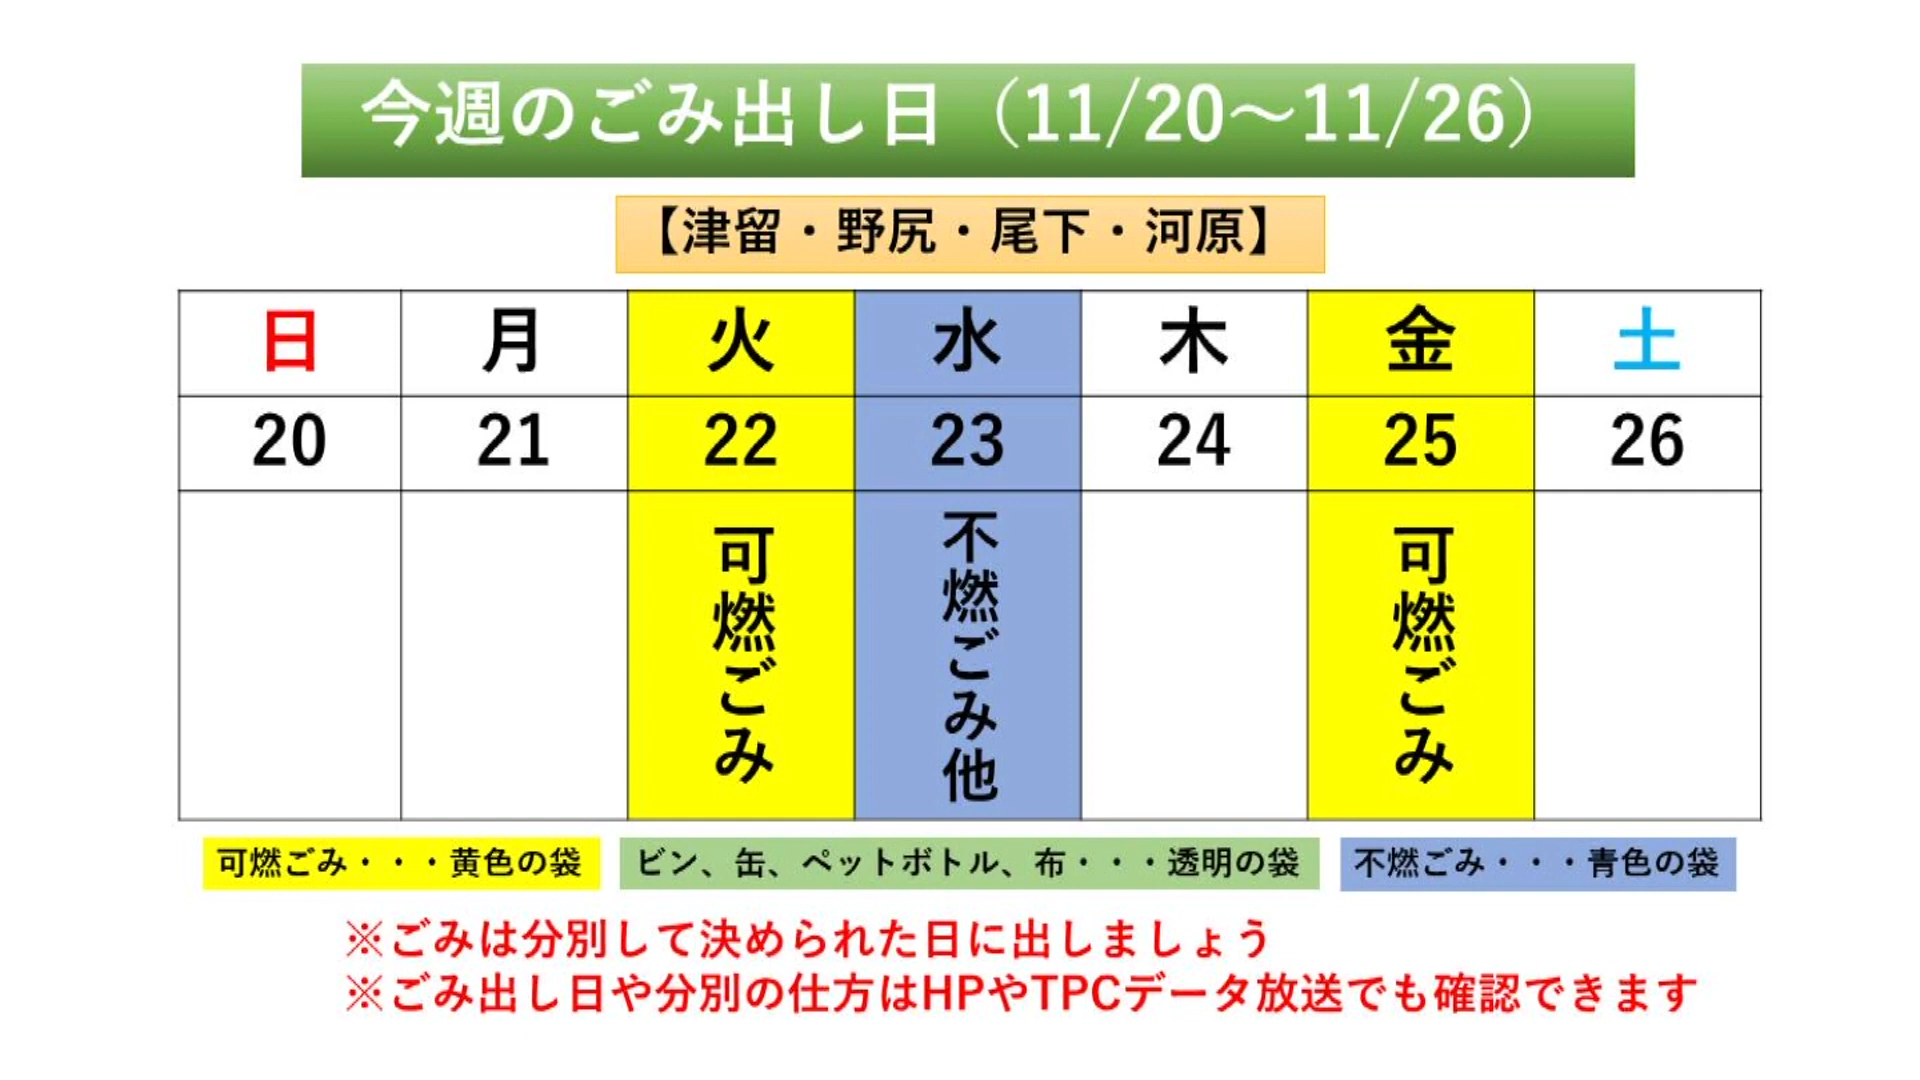 今週のごみ出し日（11/20～11/26）
【津留・野尻・尾下・河原】
日 月 火 水 木 金 土
20 21 22 23 24 25 26
可燃ごみ
不燃ごみ他
可燃ごみ
可燃ごみ・・・黄色の袋
ビン、缶、ペットボトル、布・・・透明の袋
不燃ごみ・・・青色の袋
※ごみは分別して決められた日に出しましょう
※ごみ出し日や分別の仕方はHPやTPCデータ放送でも確認できます